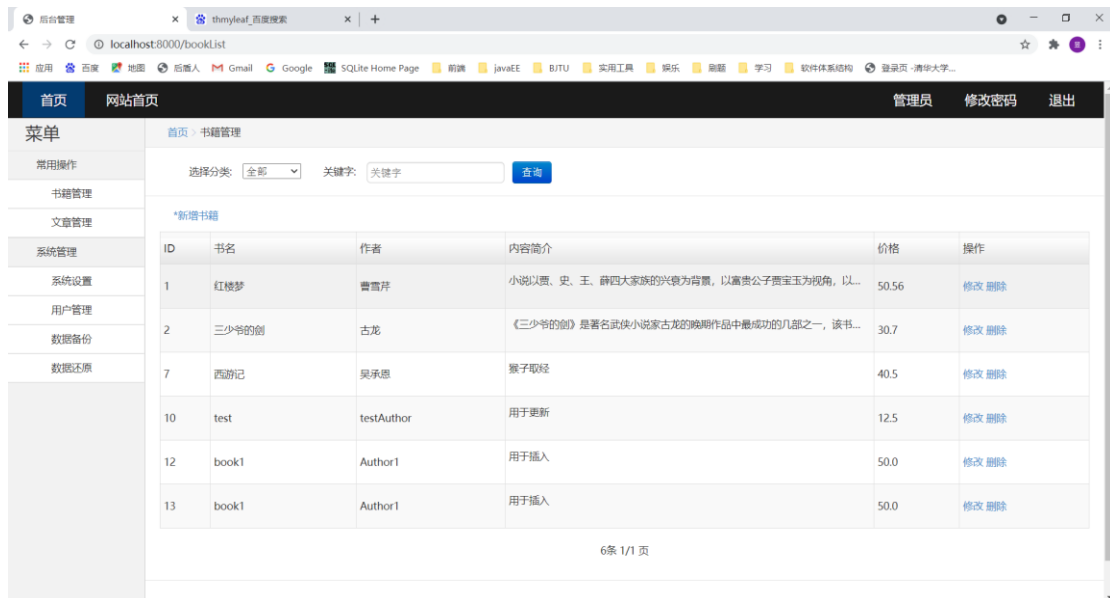 后台管理 thmyleaf_百度搜索
localhost:8000/bookList
应用 百度 地图 后盾人 Gmail Google SQLite Home Page 前端 javaEE BJTU 实用工具 娱乐 刷题 学习 软件体系结构 登录页 -清华大学...
首页 网站首页 管理员 修改密码 退出
菜单
常用操作
书籍管理
文章管理
系统管理
系统设置
用户管理
数据备份
数据还原
首页 > 书籍管理
选择分类: 全部 关键字: 关键字 查询
*新增书籍
ID 书名 作者 内容简介 价格 操作
1 红楼梦 曹雪芹 小说以贾、史、王、薛四大家族的兴衰为背景，以富贵公子贾宝玉为视角，以... 50.56 修改 删除
2 三少爷的剑 古龙 《三少爷的剑》是著名武侠小说家古龙的晚期作品中最成功的几部之一，该书... 30.7 修改 删除
7 西游记 吴承恩 猴子取经 40.5 修改 删除
10 test testAuthor 用于更新 12.5 修改 删除
12 book1 Author1 用于插入 50.0 修改 删除
13 book1 Author1 用于插入 50.0 修改 删除
6条 1/1 页